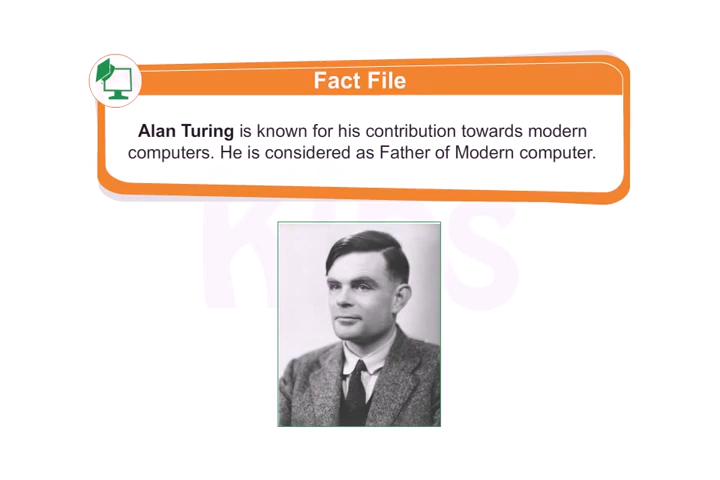 Fact File
Alan Turing is known for his contribution towards modern
computers. He is considered as Father of Modern computer.